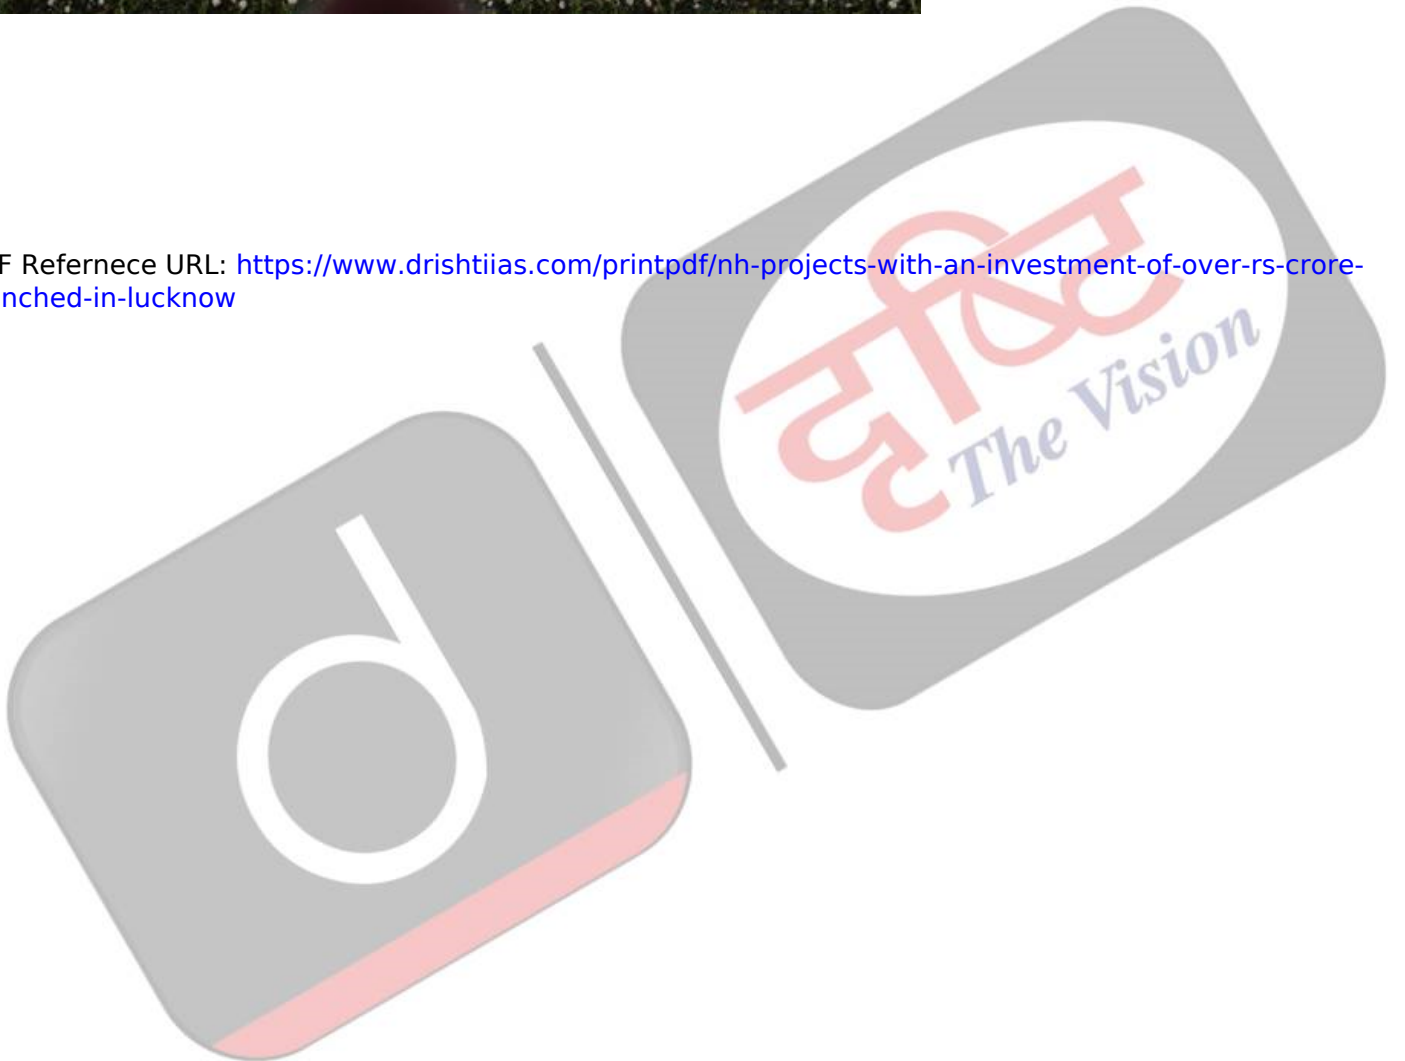 F Refernece URL: https://www.drishtiias.com/printpdf/nh-projects-with-an-investment-of-over-rs-crore-
nched-in-lucknow
दृष्टि
The Vision
d